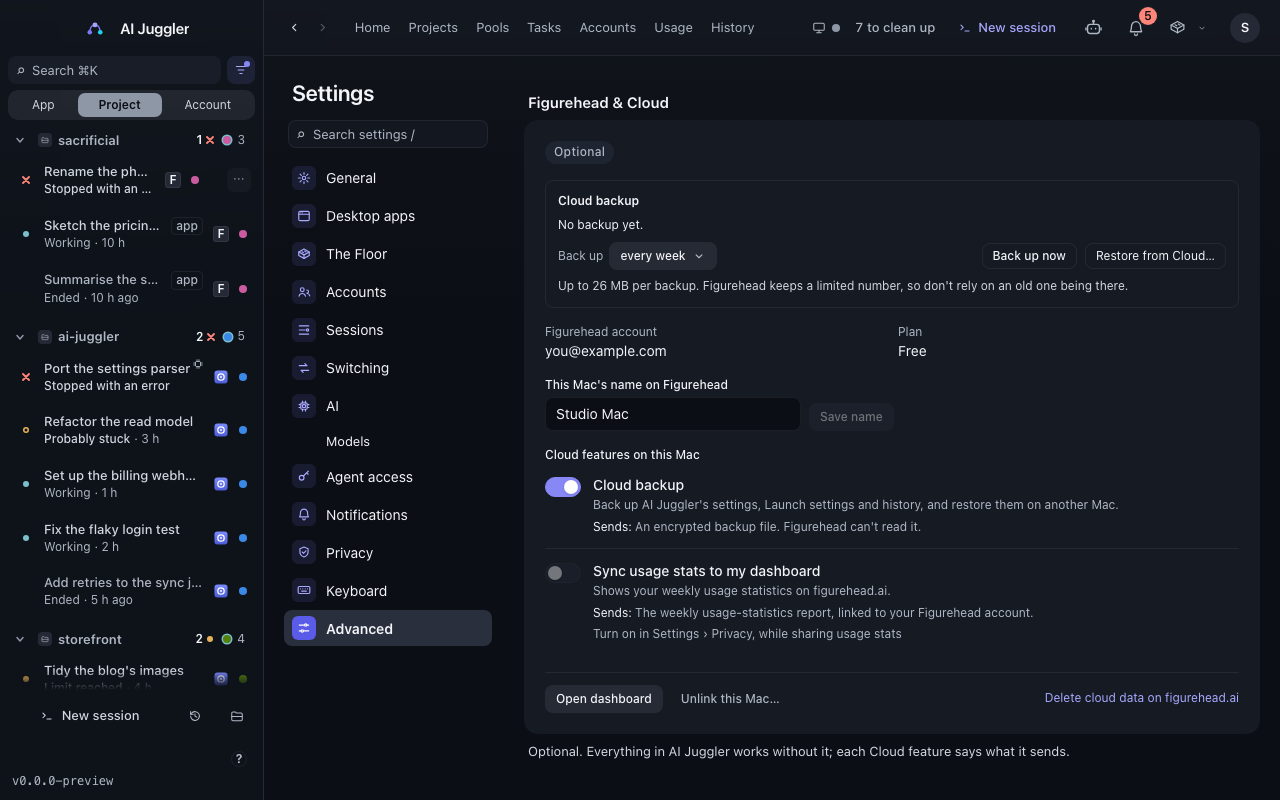 AI Juggler
Search ⌘K
App Project Account
sacrificial 1 3
Rename the ph... F
Stopped with an ...
Sketch the pricin... app F
Working · 10 h
Summarise the s... app F
Ended · 10 h ago
ai-juggler 2 5
Port the settings parser
Stopped with an error
Refactor the read model
Probably stuck · 3 h
Set up the billing webh...
Working · 1 h
Fix the flaky login test
Working · 2 h
Add retries to the sync j...
Ended · 5 h ago
storefront 2 4
Tidy the blog's images
Limit reached · 4 h
New session
?
v0.0.0-preview
Home Projects Pools Tasks Accounts Usage History
7 to clean up
New session
5
S
Settings
Search settings /
General
Desktop apps
The Floor
Accounts
Sessions
Switching
AI
Models
Agent access
Notifications
Privacy
Keyboard
Advanced
Figurehead & Cloud
Optional
Cloud backup
No backup yet.
Back up every week Back up now Restore from Cloud...
Up to 26 MB per backup. Figurehead keeps a limited number, so don't rely on an old one being there.
Figurehead account Plan
you@example.com Free
This Mac's name on Figurehead
Studio Mac Save name
Cloud features on this Mac
Cloud backup
Back up AI Juggler's settings, Launch settings and history, and restore them on another Mac.
Sends: An encrypted backup file. Figurehead can't read it.
Sync usage stats to my dashboard
Shows your weekly usage statistics on figurehead.ai.
Sends: The weekly usage-statistics report, linked to your Figurehead account.
Turn on in Settings › Privacy, while sharing usage stats
Open dashboard Unlink this Mac... Delete cloud data on figurehead.ai
Optional. Everything in AI Juggler works without it; each Cloud feature says what it sends.